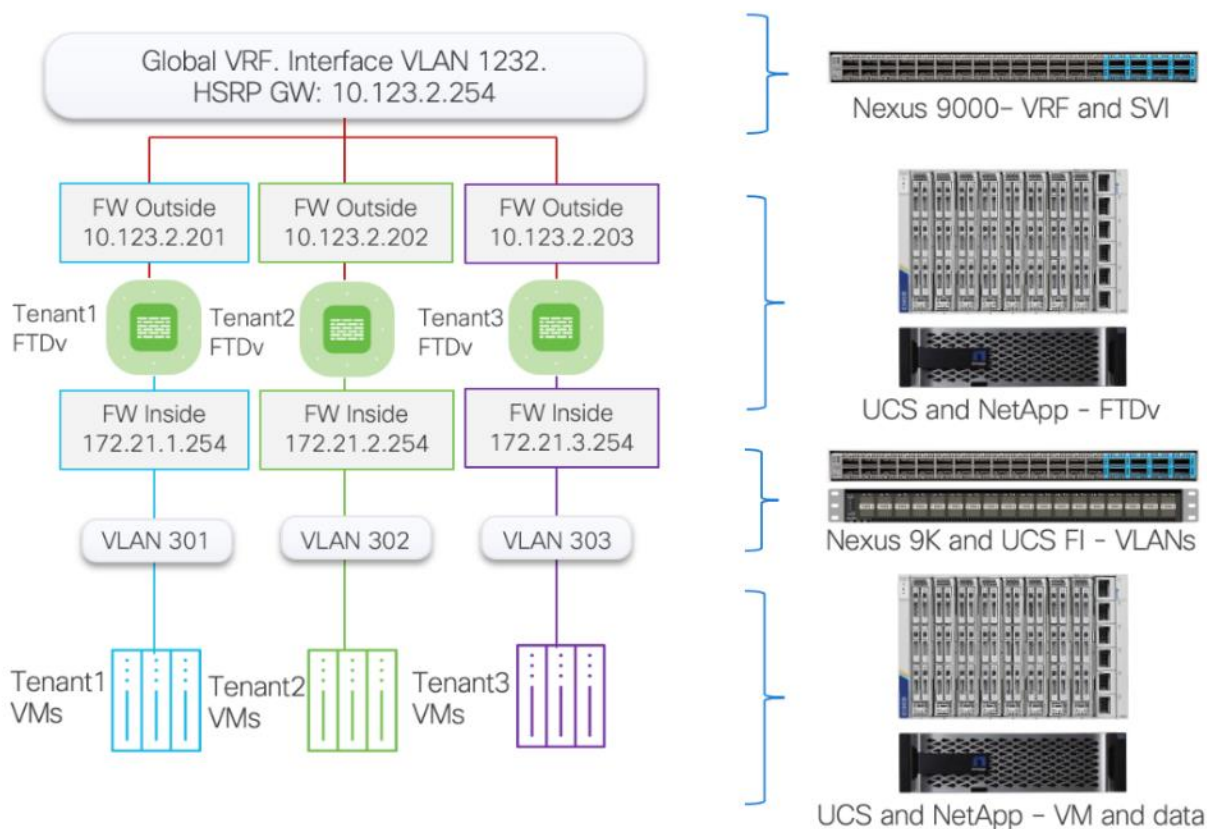 Global VRF. Interface VLAN 1232.
HSRP GW: 10.123.2.254
Nexus 9000– VRF and SVI
FW Outside
10.123.2.201
FW Outside
10.123.2.202
FW Outside
10.123.2.203
Tenant1
FTDv
Tenant2
FTDv
Tenant3
FTDv
UCS and NetApp - FTDv
FW Inside
172.21.1.254
FW Inside
172.21.2.254
FW Inside
172.21.3.254
VLAN 301
VLAN 302
VLAN 303
Nexus 9K and UCS FI - VLANs
Tenant1
VMs
Tenant2
VMs
Tenant3
VMs
UCS and NetApp – VM and data